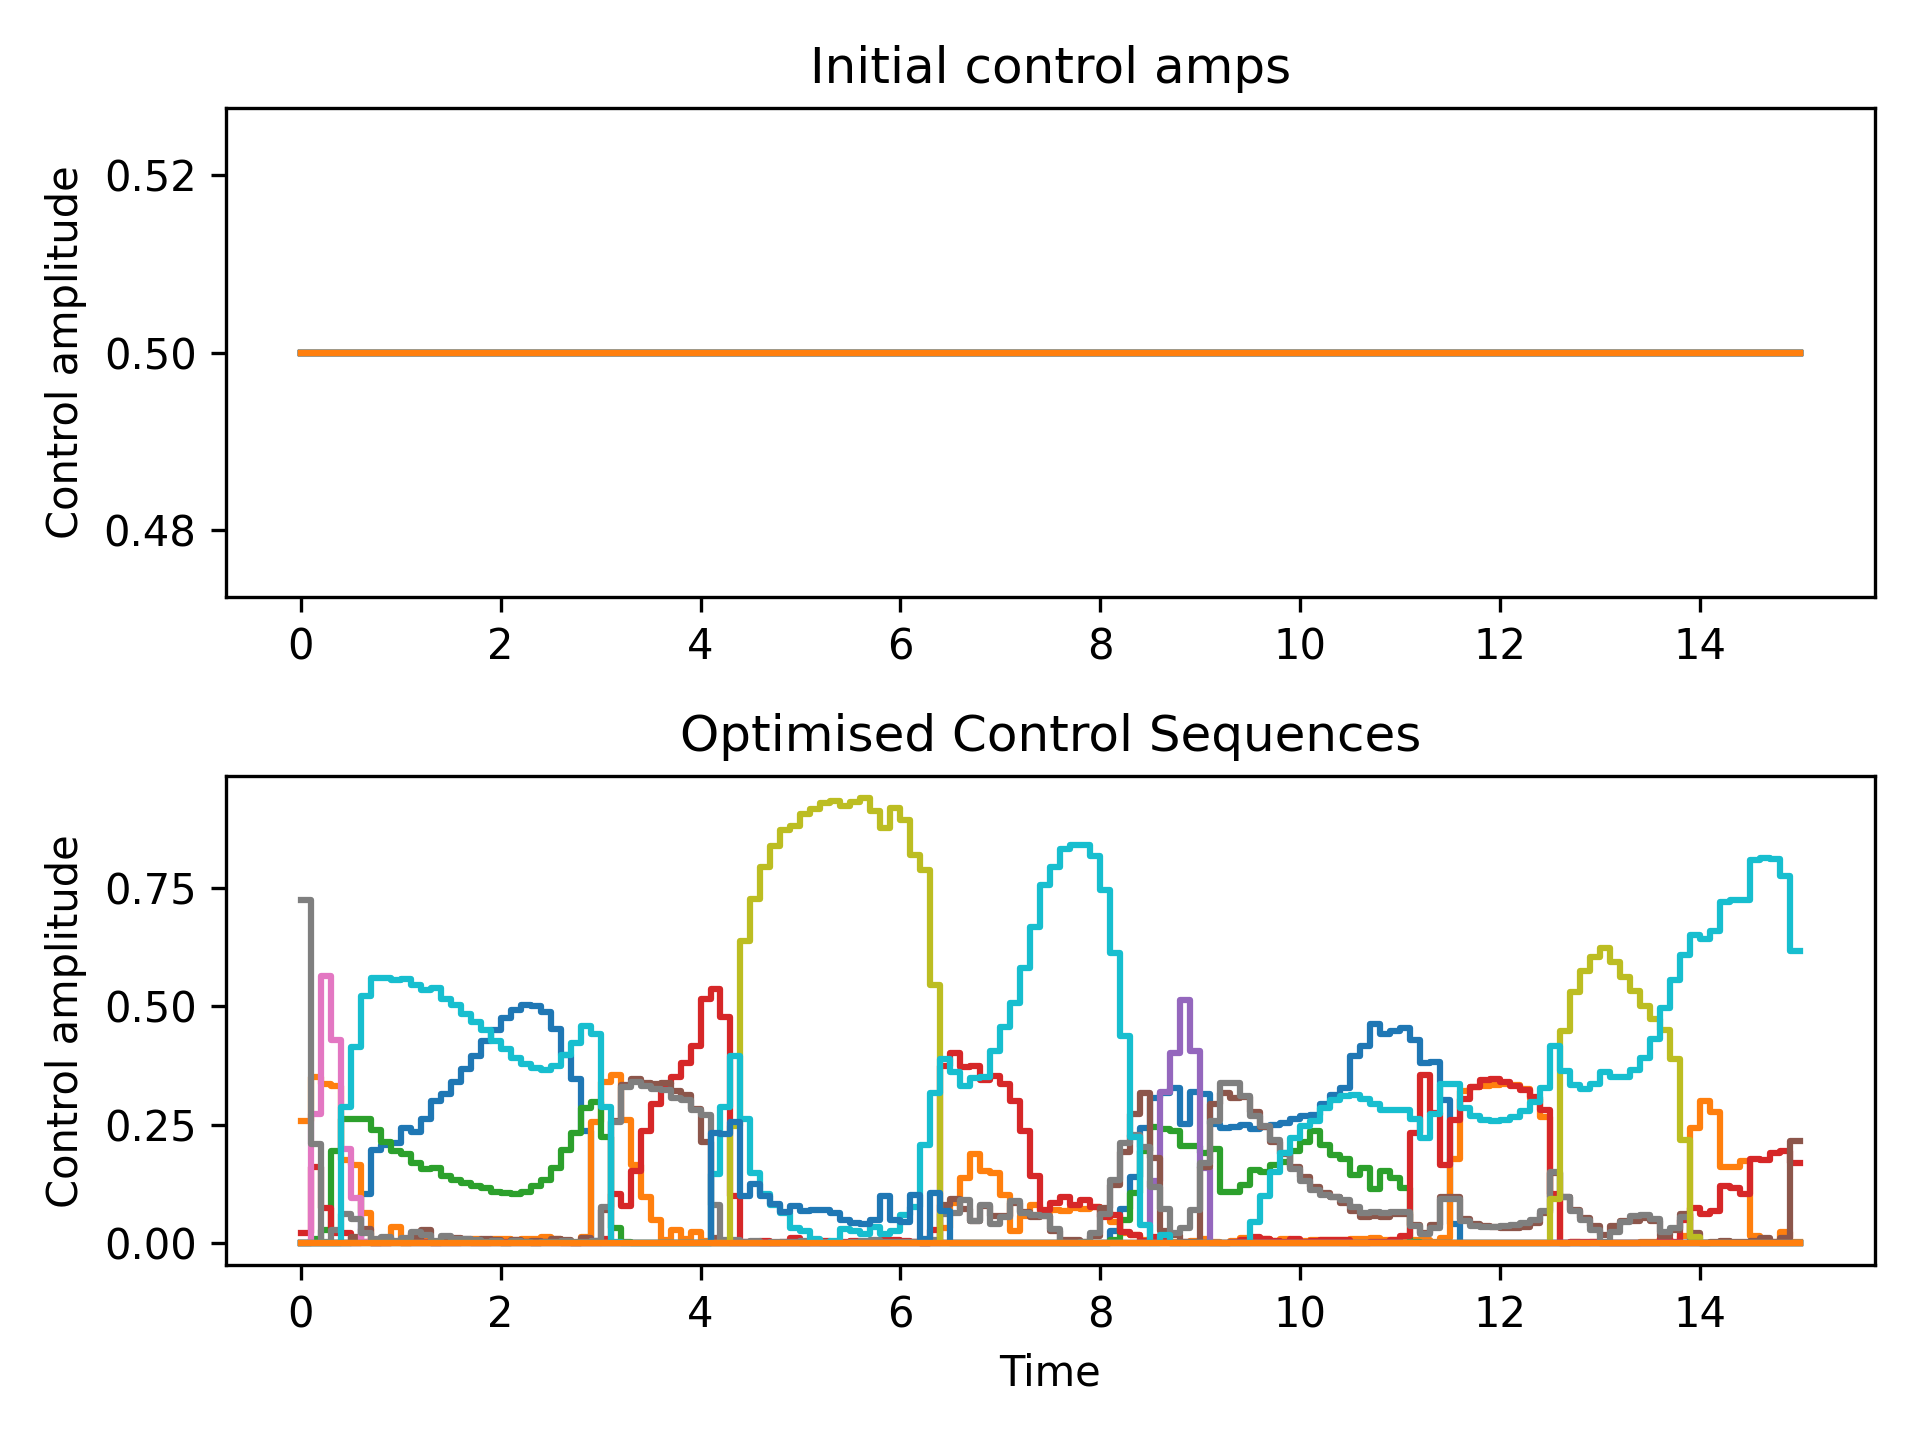 Initial control amps
Control amplitude
0.52
0.50
0.48
0 2 4 6 8 10 12 14
Optimised Control Sequences
Control amplitude
0.75
0.50
0.25
0.00
0 2 4 6 8 10 12 14
Time